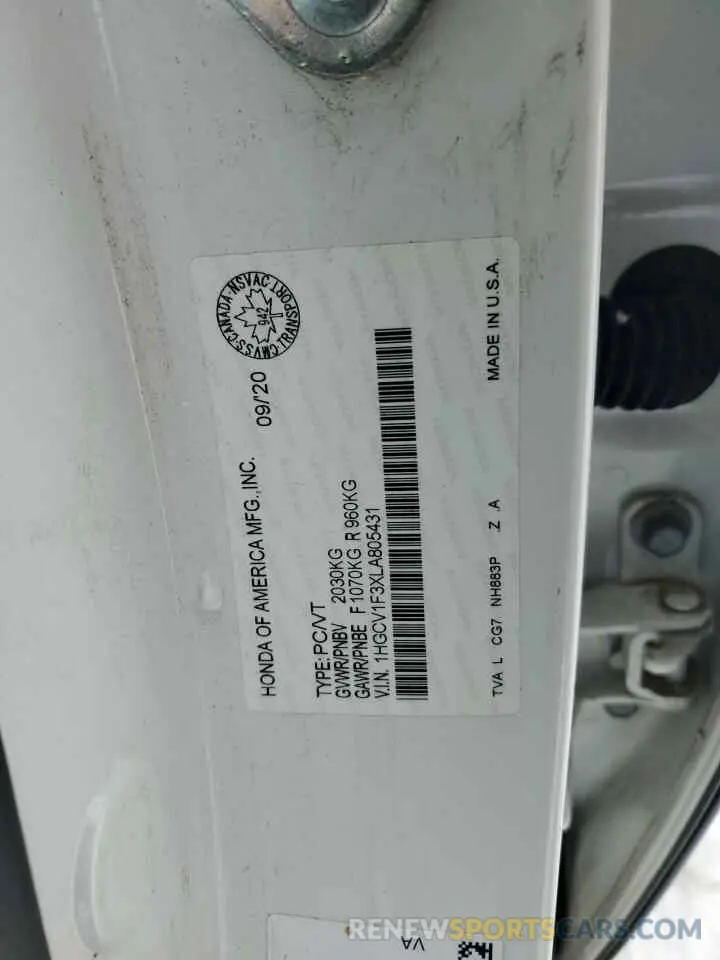 CMVSS-CANADA-NSVAC
TRANSPORT
942
HONDA OF AMERICA MFG.,INC. 09/'20
TYPE: PC/VT
GVWR/PNBV 2030KG
GAWR/PNBE F 1070KG R 960KG
V.I.N. 1HGCV1F3XLA805431
TVA L CG7 NH883P .Z .A MADE IN U.S.A.
VA
RENEWSPORTSCARS.COM